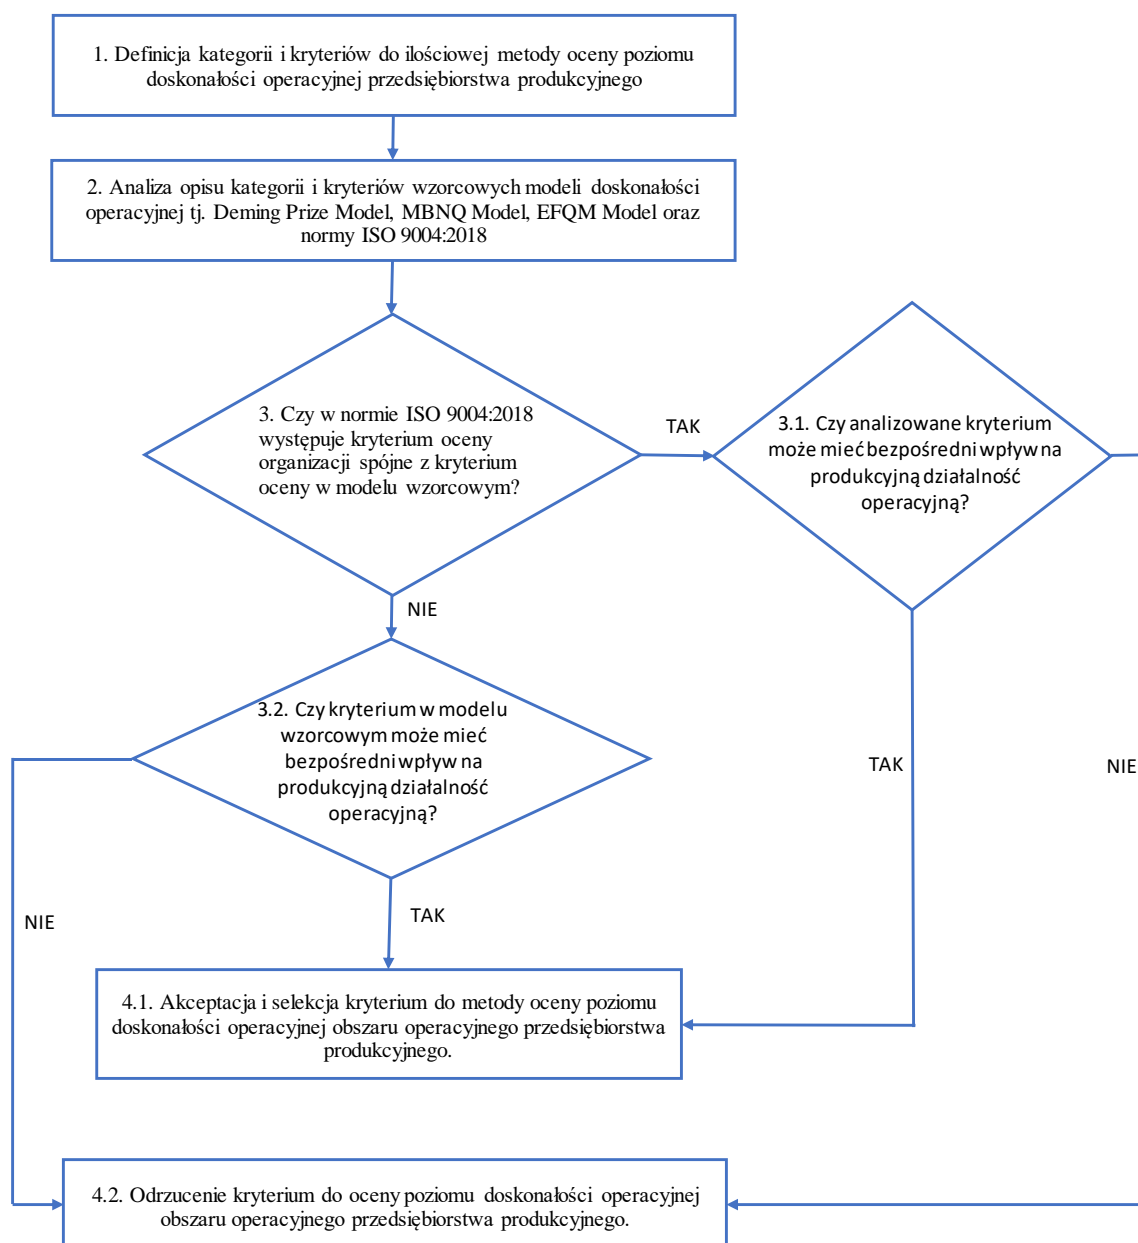 1. Definicja kategorii i kryteriów do ilościowej metody oceny poziomu
doskonałości operacyjnej przedsiębiorstwa produkcyjnego
2. Analiza opisu kategorii i kryteriów wzorcowych modeli doskonałości
operacyjnej tj. Deming Prize Model, MBNQ Model, EFQM Model oraz
normy ISO 9004:2018
3. Czy w normie ISO 9004:2018
występuje kryterium oceny
organizacji spójne z kryterium
oceny w modelu wzorcowym?
TAK
3.1. Czy analizowane kryterium
może mieć bezpośredni wpływ na
produkcyjną działalność
operacyjną?
NIE
3.2. Czy kryterium w modelu
wzorcowym może mieć
bezpośredni wpływ na
produkcyjną działalność
operacyjną?
TAK
NIE
NIE
TAK
4.1. Akceptacja i selekcja kryterium do metody oceny poziomu
doskonałości operacyjnej obszaru operacyjnego przedsiębiorstwa
produkcyjnego.
4.2. Odrzucenie kryterium do oceny poziomu doskonałości operacyjnej
obszaru operacyjnego przedsiębiorstwa produkcyjnego.